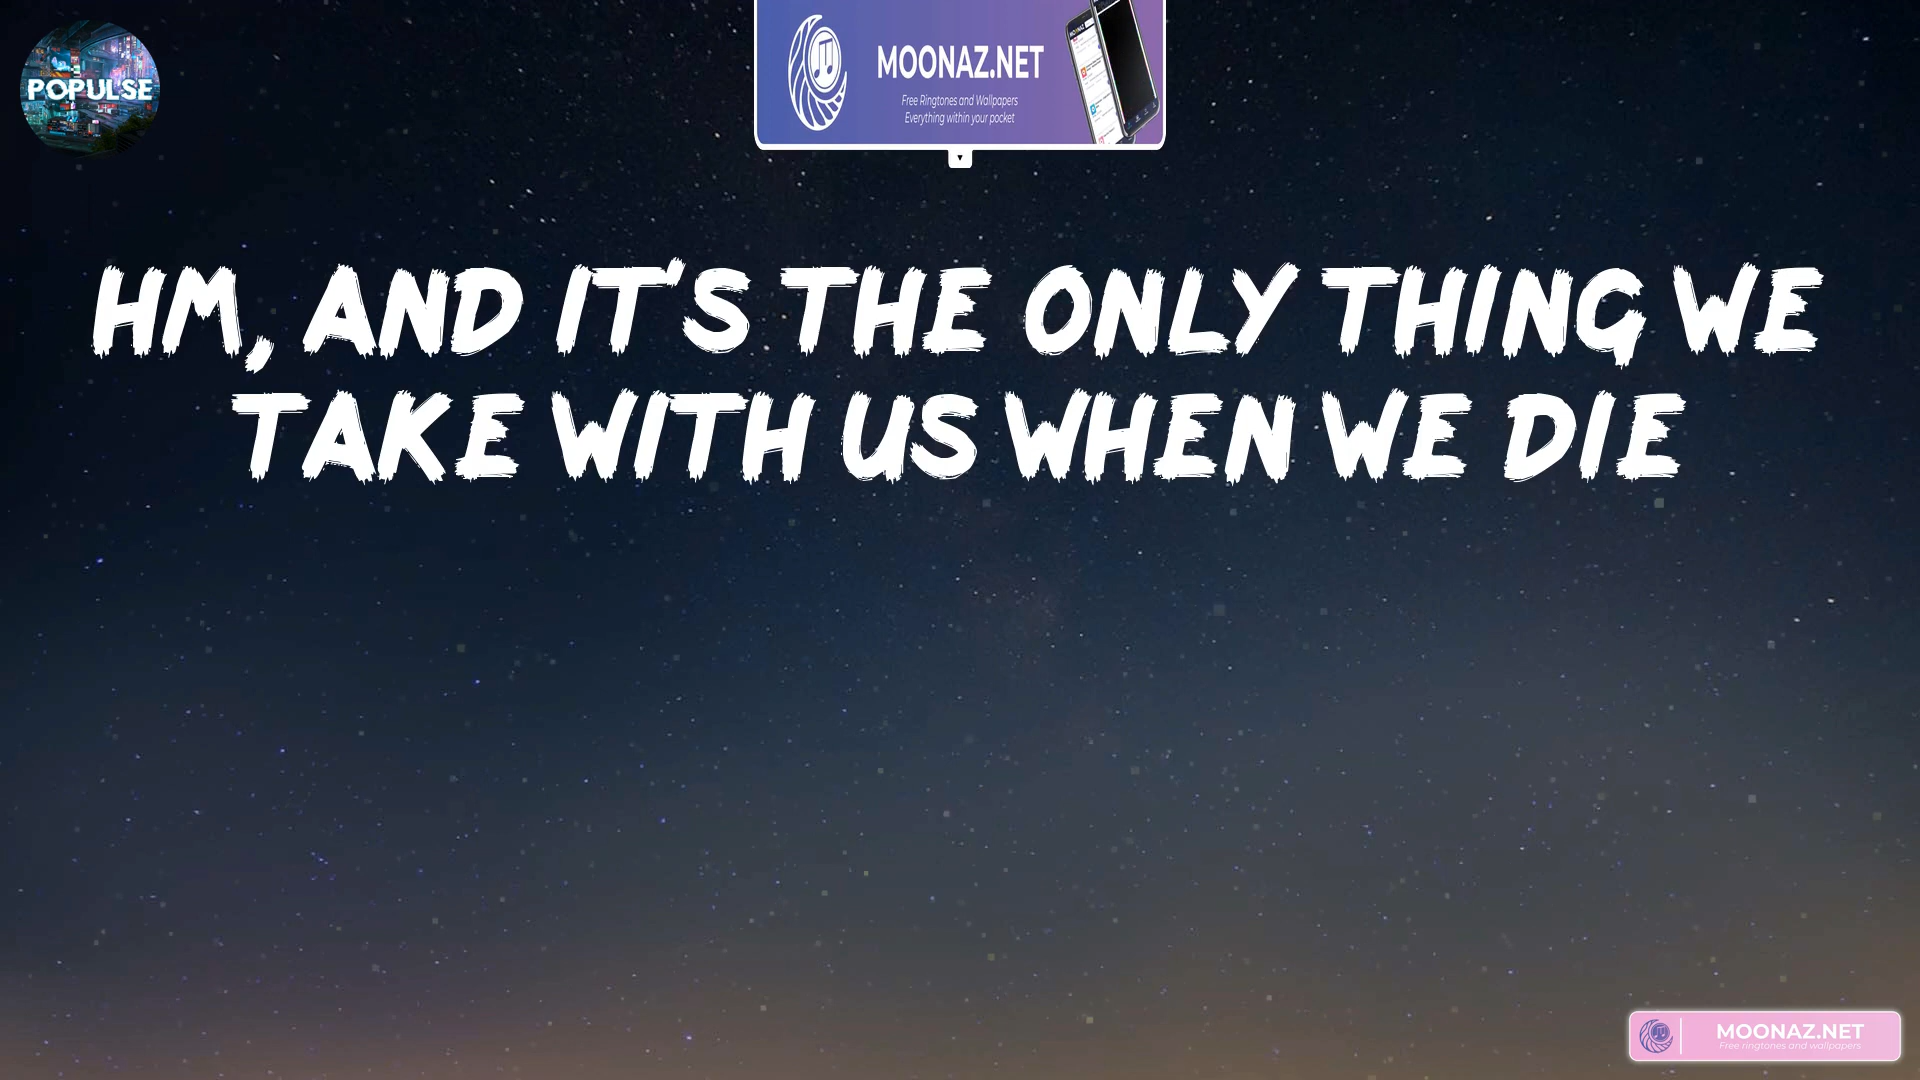 POPULSE
MOONAZ.NET
Free Ringtones and Wallpapers
Everything within your pocket
HM, AND IT'S THE ONLY THING WE
TAKE WITH US WHEN WE DIE
MOONAZ.NET
Free ringtones and wallpapers